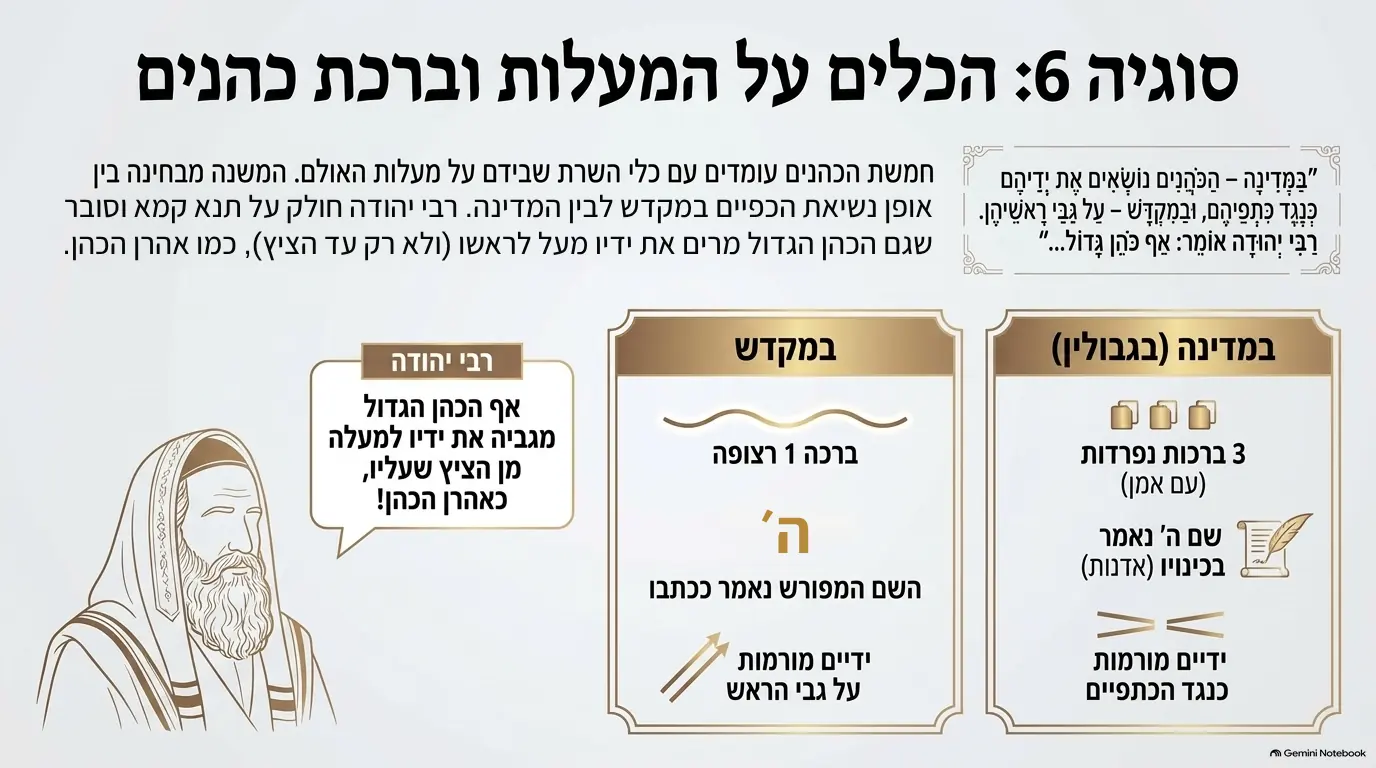 סוגיה 6: הכלים על המעלות וברכת כהנים
"בַּמְּדִינָה – הַכֹּהֲנִים נוֹשְׂאִים אֶת יְדֵיהֶם
כְּנֶגֶד כִּתְפֵיהֶם, וּבַמִּקְדָּשׁ – עַל גַּבֵּי רָאשֵׁיהֶן.
רַבִּי יְהוּדָה אוֹמֵר: אַף כֹּהֵן גָּדוֹל..."
חמשת הכהנים עומדים עם כלי השרת שבידם על מעלות האולם. המשנה מבחינה בין
אופן נשיאת הכפיים במקדש לבין המדינה. רבי יהודה חולק על תנא קמא וסובר
שגם הכהן הגדול מרים את ידיו מעל לראשו (ולא רק עד הציץ), כמו אהרן הכהן.
במדינה (בגבולין)
3 ברכות נפרדות
(עם אמן)
שם ה' נאמר
בכינויו (אדנות)
ידיים מורמות
כנגד הכתפיים
במקדש
ברכה 1 רצופה
ה'
השם המפורש נאמר ככתבו
ידיים מורמות
על גבי הראש
רבי יהודה
אף הכהן הגדול
מגביה את ידיו למעלה
מן הציץ שעליו,
כאהרן הכהן!
Gemini Notebook